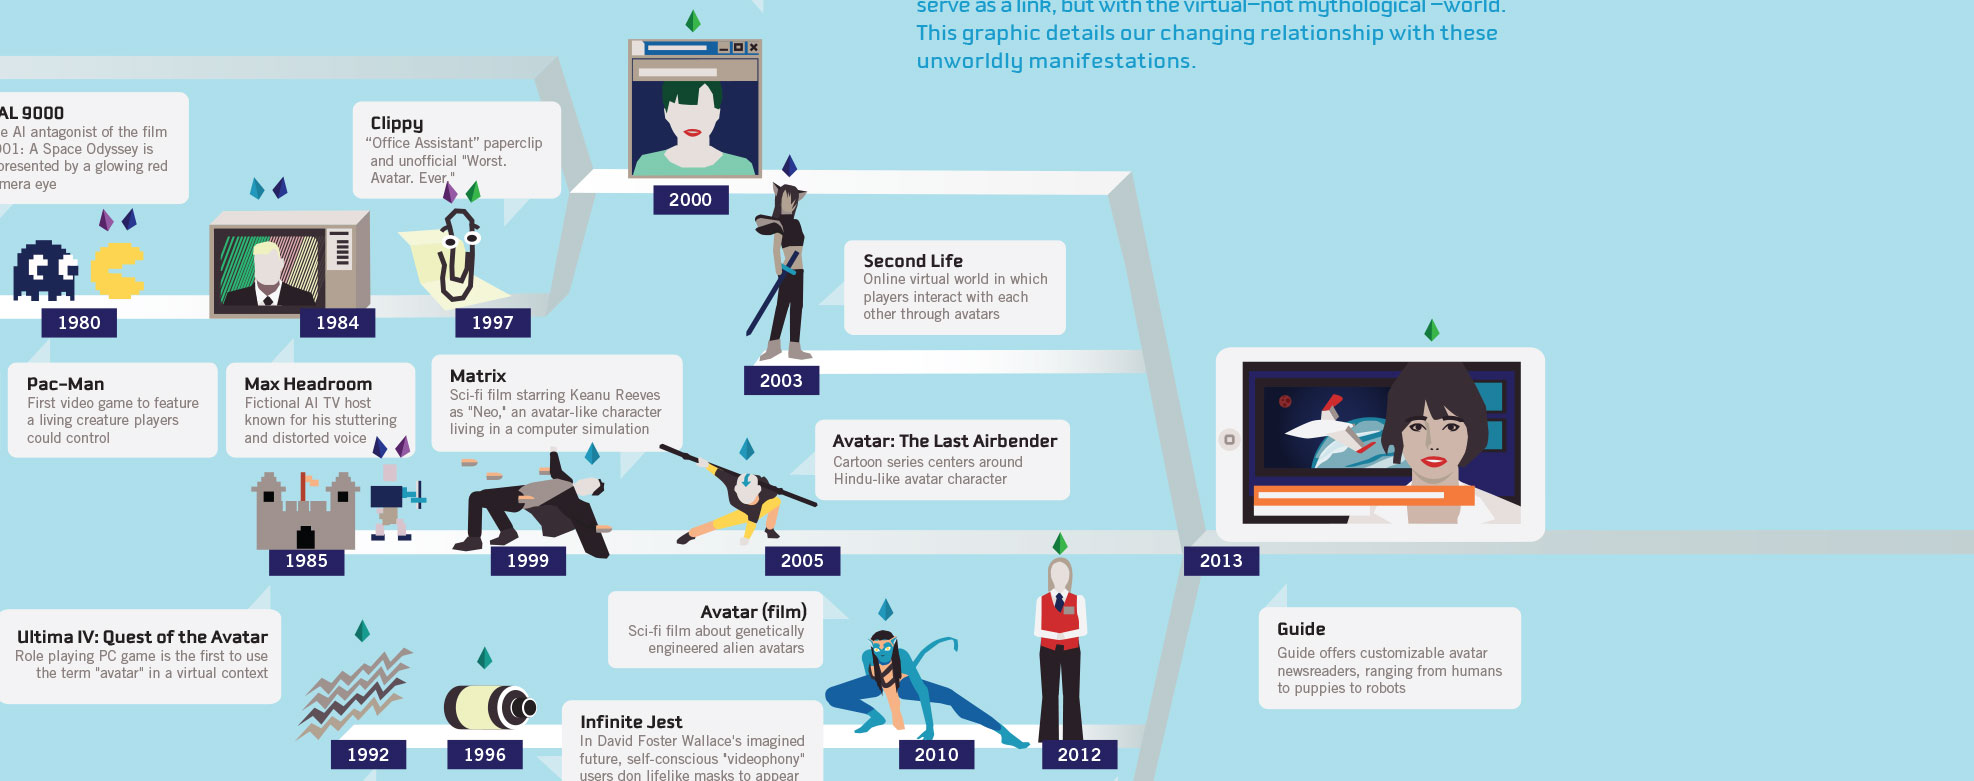 serve as a link, but with the virtual—not mythological —world.
This graphic details our changing relationship with these
unworldly manifestations.
AL 9000
e AI antagonist of the film
001: A Space Odyssey is
presented by a glowing red
mera eye
Clippy
“Office Assistant” paperclip
and unofficial "Worst.
Avatar. Ever."
2000
Second Life
Online virtual world in which
players interact with each
other through avatars
1980
1984
1997
2003
Pac-Man
First video game to feature
a living creature players
could control
Max Headroom
Fictional AI TV host
known for his stuttering
and distorted voice
Matrix
Sci-fi film starring Keanu Reeves
as "Neo," an avatar-like character
living in a computer simulation
Avatar: The Last Airbender
Cartoon series centers around
Hindu-like avatar character
1985
1999
2005
2013
Ultima IV: Quest of the Avatar
Role playing PC game is the first to use
the term "avatar" in a virtual context
Avatar (film)
Sci-fi film about genetically
engineered alien avatars
Guide
Guide offers customizable avatar
newsreaders, ranging from humans
to puppies to robots
Infinite Jest
In David Foster Wallace's imagined
future, self-conscious "videophony"
users don lifelike masks to appear
1992
1996
2010
2012